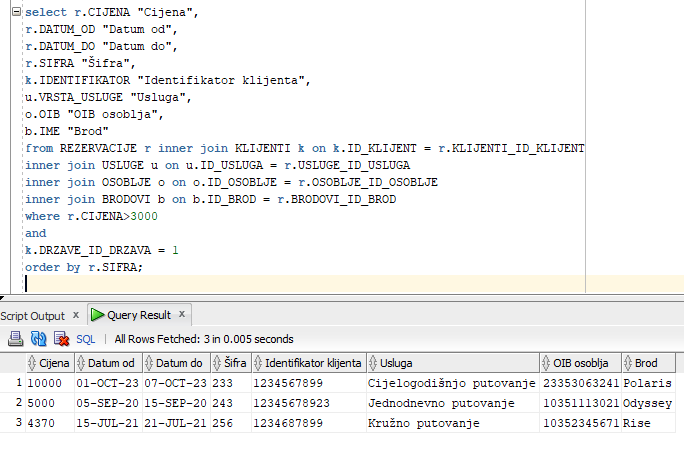 select r.CIJENA "Cijena",
r.DATUM_OD "Datum od",
r.DATUM_DO "Datum do",
r.SIFRA "Šifra",
k.IDENTIFIKATOR "Identifikator klijenta",
u.VRSTA_USLUGE "Usluga",
o.OIB "OIB osoblja",
b.IME "Brod"
from REZERVACIJE r inner join KLIJENTI k on k.ID_KLIJENT = r.KLIJENTI_ID_KLIJENT
inner join USLUGE u on u.ID_USLUGA = r.USLUGE_ID_USLUGA
inner join OSOBLJE o on o.ID_OSOBLJE = r.OSOBLJE_ID_OSOBLJE
inner join BRODOVI b on b.ID_BROD = r.BRODOVI_ID_BROD
where r.CIJENA>3000
and
k.DRZAVE_ID_DRZAVA = 1
order by r.SIFRA;
Script Output x Query Result x
SQL | All Rows Fetched: 3 in 0.005 seconds
Cijena Datum od Datum do Šifra Identifikator klijenta Usluga OIB osoblja Brod
1 10000 01-OCT-23 07-OCT-23 233 1234567899 Cijelogodišnjo putovanje 23353063241 Polaris
2 5000 05-SEP-20 15-SEP-20 243 12345678923 Jednodnevno putovanje 10351113021 Odyssey
3 4370 15-JUL-21 21-JUL-21 256 1234687899 Kružno putovanje 10352345671 Rise